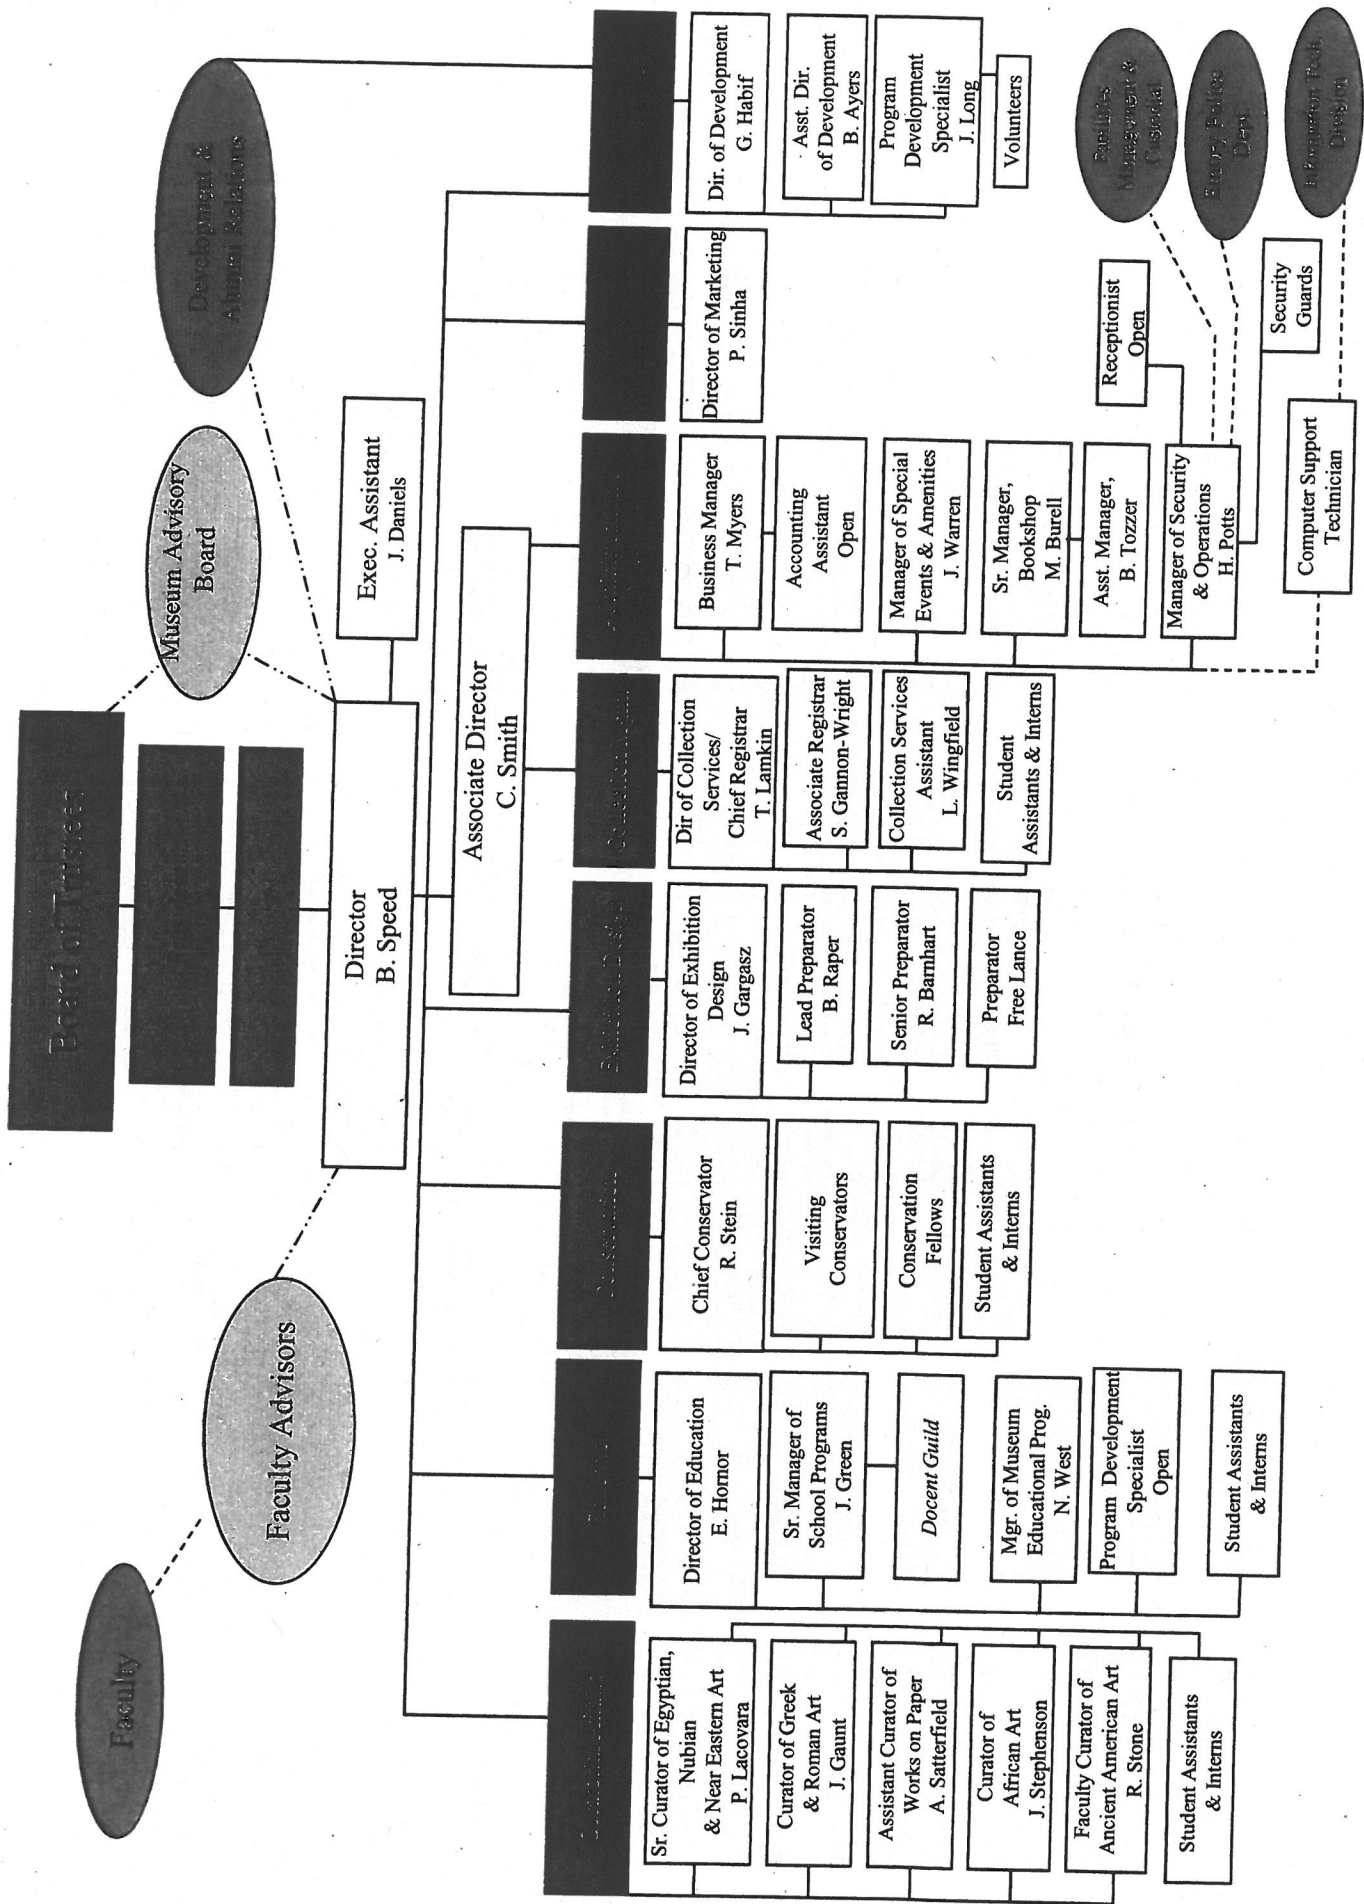 Board of Trustees
Museum Advisory
Board
Development &
Alumni Relations
Faculty
Faculty Advisors
Director
B. Speed
Exec. Assistant
J. Daniels
Associate Director
C. Smith
Sr. Curator of Egyptian,
Nubian
& Near Eastern Art
P. Lacovara
Curator of Greek
& Roman Art
J. Gaunt
Assistant Curator of
Works on Paper
A. Satterfield
Curator of
African Art
J. Stephenson
Faculty Curator of
Ancient American Art
R. Stone
Student Assistants
& Interns
Director of Education
E. Hornor
Sr. Manager of
School Programs
J. Green
Docent Guild
Mgr. of Museum
Educational Prog.
N. West
Program Development
Specialist
Open
Student Assistants
& Interns
Chief Conservator
R. Stein
Visiting
Conservators
Conservation
Fellows
Student Assistants
& Interns
Director of Exhibition
Design
J. Gargasz
Lead Preparator
B. Raper
Senior Preparator
R. Barnhart
Preparator
Free Lance
Dir of Collection
Services/
Chief Registrar
T. Lamkin
Associate Registrar
S. Gannon-Wright
Collection Services
Assistant
L. Wingfield
Student
Assistants & Interns
Business Manager
T. Myers
Accounting
Assistant
Open
Manager of Special
Events & Amenities
J. Warren
Sr. Manager,
Bookshop
M. Burell
Asst. Manager,
B. Tozzer
Manager of Security
& Operations
H. Potts
Receptionist
Open
Security
Guards
Computer Support
Technician
Director of Marketing
P. Sinha
Dir. of Development
G. Habif
Asst. Dir.
of Development
B. Ayers
Program
Development
Specialist
J. Long
Volunteers
Facilities
Management &
Custodial
Emory Police
Dept.
Information Tech.
Division